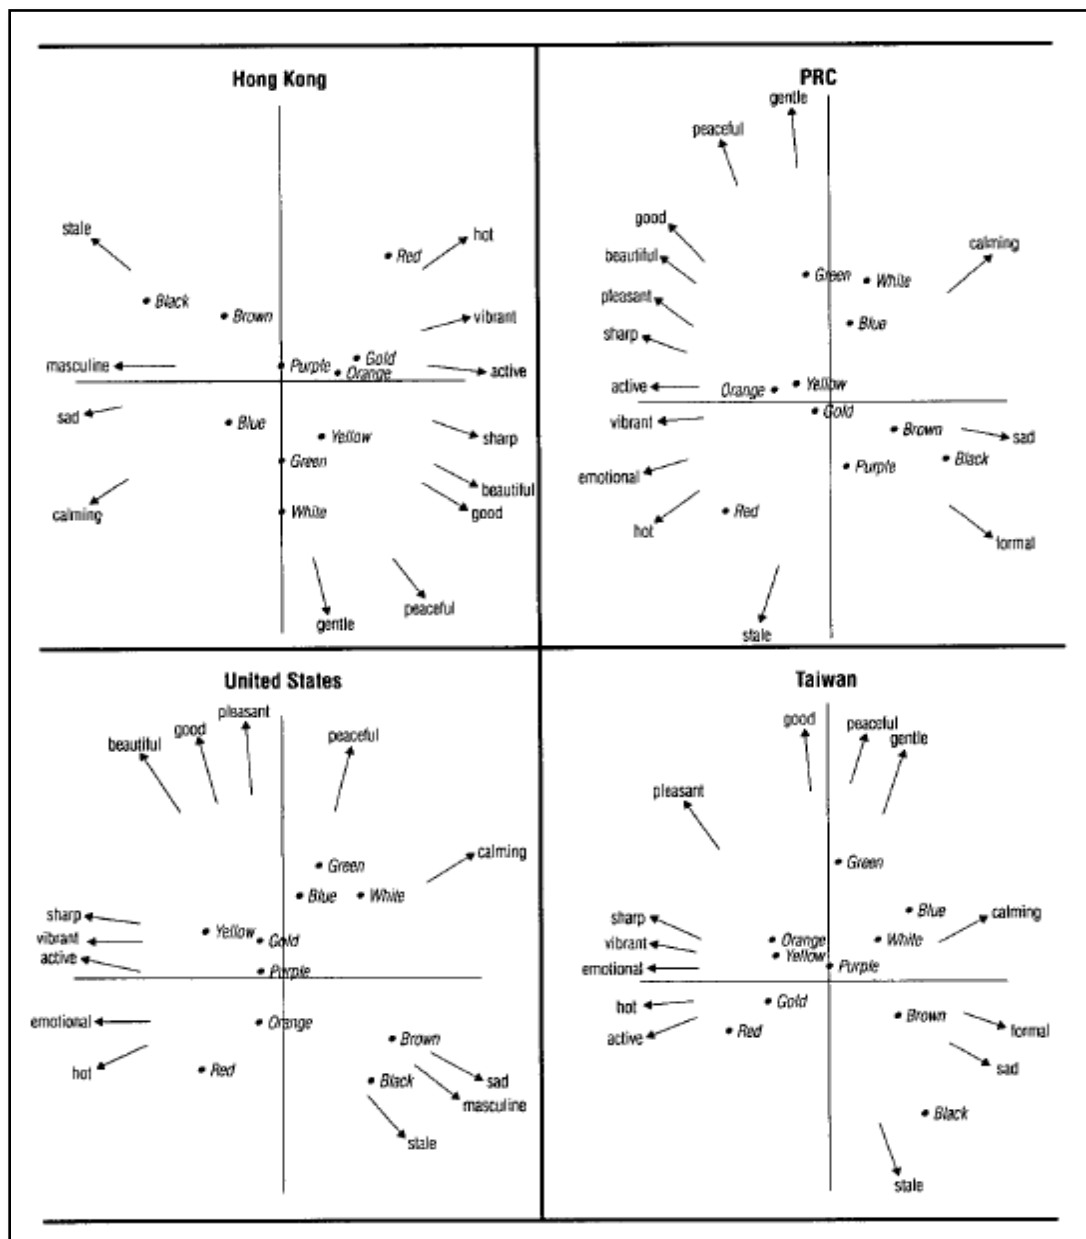 Hong Kong
stale
hot
Red
Black
Brown
vibrant
Gold
masculine
Purple
Orange
active
sad
Blue
Yellow
sharp
Green
beautiful
good
calming
White
peaceful
gentle
PRC
gentle
peaceful
good
calming
beautiful
Green
White
pleasant
Blue
sharp
active
Orange
Yellow
vibrant
Gold
Brown
sad
emotional
Purple
Black
hot
Red
formal
stale
United States
pleasant
good
beautiful
peaceful
calming
Green
Blue
White
sharp
Yellow
vibrant
Gold
active
Purple
emotional
Orange
Brown
hot
Red
Black
sad
masculine
stale
Taiwan
good
peaceful
gentle
pleasant
Green
sharp
Blue
calming
vibrant
Orange
White
Yellow
emotional
Purple
hot
Gold
Brown
active
Red
formal
sad
Black
stale